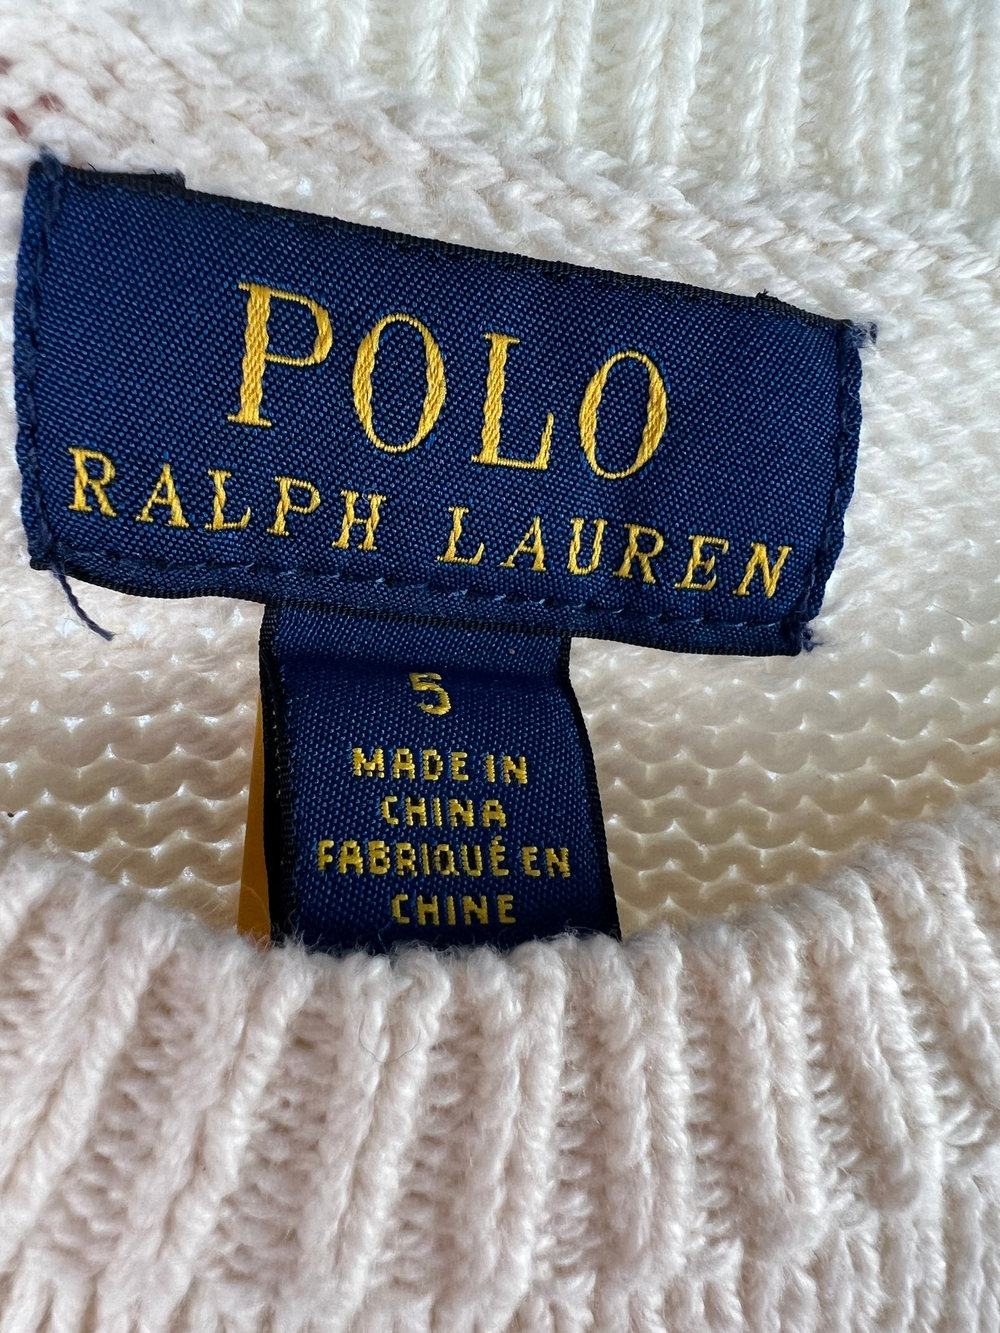 POLO
RALPH LAUREN
5
MADE IN
CHINA
FABRIQUÉ EN
CHINE